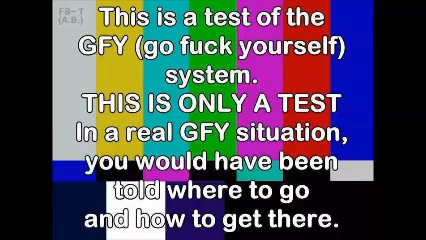 FB-T
(A.B.)
This is a test of the
GFY (go fuck yourself)
system.
THIS IS ONLY A TEST
In a real GFY situation,
you would have been
told where to go
and how to get there.